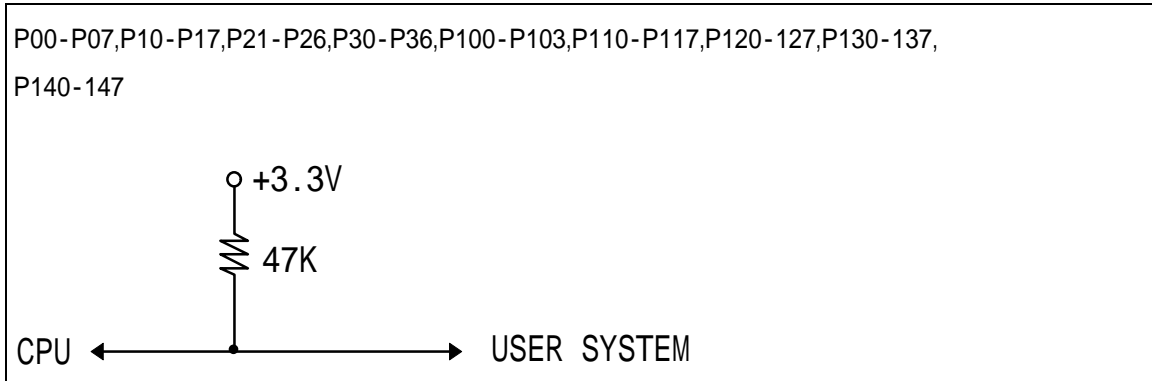 P00-P07,P10-P17,P21-P26,P30-P36,P100-P103,P110-P117,P120-127,P130-137,
P140-147
+3.3V
47K
CPU
USER SYSTEM